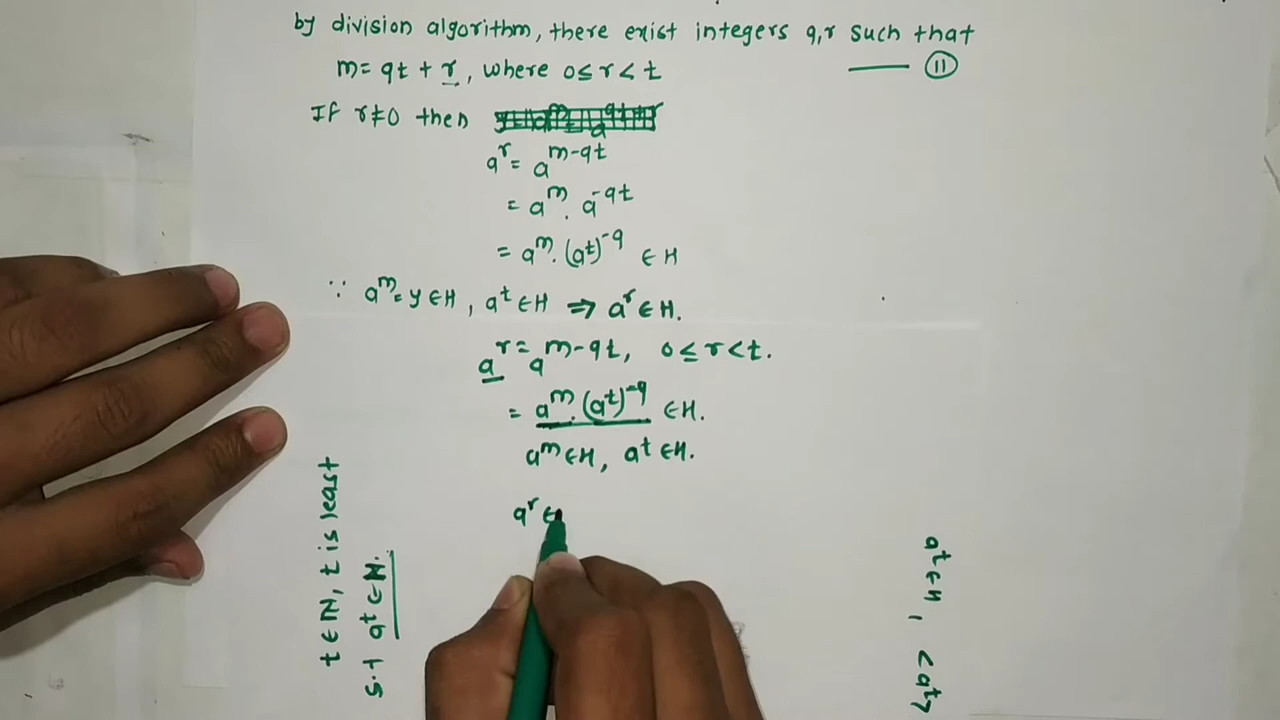 by division algorithm, there exist integers q,r such that
m= qt + r, where 0≤ r < t —— (11)
If r≠0 then
a^r = a^{m-qt}
= a^m . a^{-qt}
= a^m . (a^t)^{-q} ∈ H
∵ a^m = y ∈ H, a^t ∈ H ⇒ a^r ∈ H.
a^r = a^{m-qt}, 0 ≤ r < t.
= a^m . (a^t)^{-q} ∈ H.
a^m ∈ H, a^t ∈ H.
a^r ∈
t ∈ N, t is least
s.t a^t ∈ H.
a^t ∈ H, <a^t>